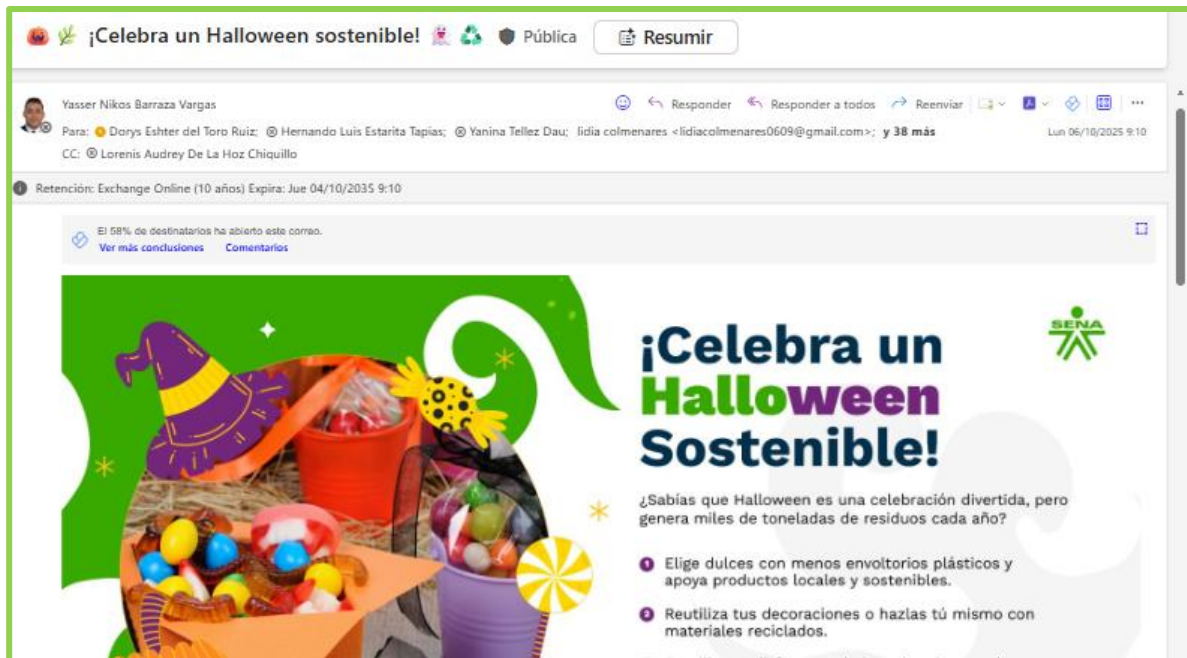 ¡Celebra un Halloween sostenible! Pública Resumir
Yasser Nikos Barraza Vargas
Responder Responder a todos Reenviar
Para: Dorys Eshter del Toro Ruiz; Hernando Luis Estarita Tapias; Yanina Tellez Dau; lidia colmenares <lidiacolmenares0609@gmail.com>; y 38 más
Lun 06/10/2025 9:10
CC: Lorenis Audrey De La Hoz Chiquillo
Retención: Exchange Online (10 años) Expira: Jue 04/10/2035 9:10
El 58% de destinatarios ha abierto este correo.
Ver más conclusiones Comentarios
SENA
¡Celebra un
Halloween
Sostenible!
¿Sabías que Halloween es una celebración divertida, pero
genera miles de toneladas de residuos cada año?
1 Elige dulces con menos envoltorios plásticos y
apoya productos locales y sostenibles.
2 Reutiliza tus decoraciones o hazlas tú mismo con
materiales reciclados.